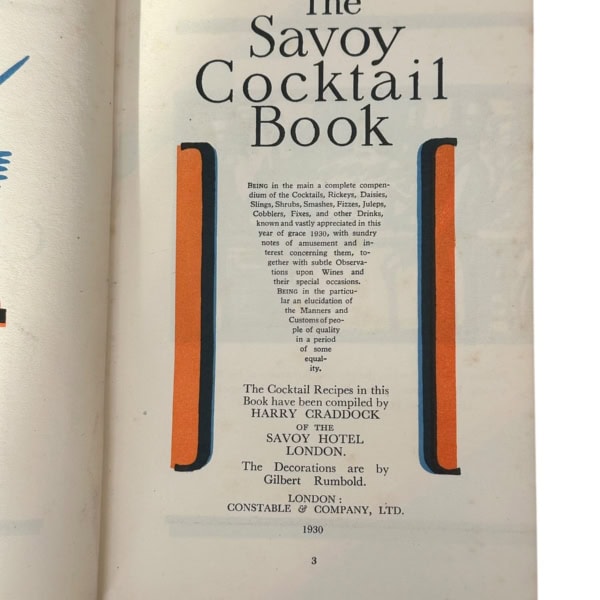 The
Savoy
Cocktail
Book
BEING in the main a complete compen-
dium of the Cocktails, Rickeys, Daisies,
Slings, Shrubs, Smashes, Fizzes, Juleps,
Cobblers, Fixes, and other Drinks,
known and vastly appreciated in this
year of grace 1930, with sundry
notes of amusement and in-
terest concerning them, to-
gether with subtle Observa-
tions upon Wines and
their special occasions.
BEING in the particu-
lar an elucidation of
the Manners and
Customs of peo-
ple of quality
in a period
of some
equal-
ity.
The Cocktail Recipes in this
Book have been compiled by
HARRY CRADDOCK
OF THE
SAVOY HOTEL
LONDON.
The Decorations are by
Gilbert Rumbold.
LONDON :
CONSTABLE & COMPANY, LTD.
1930
3